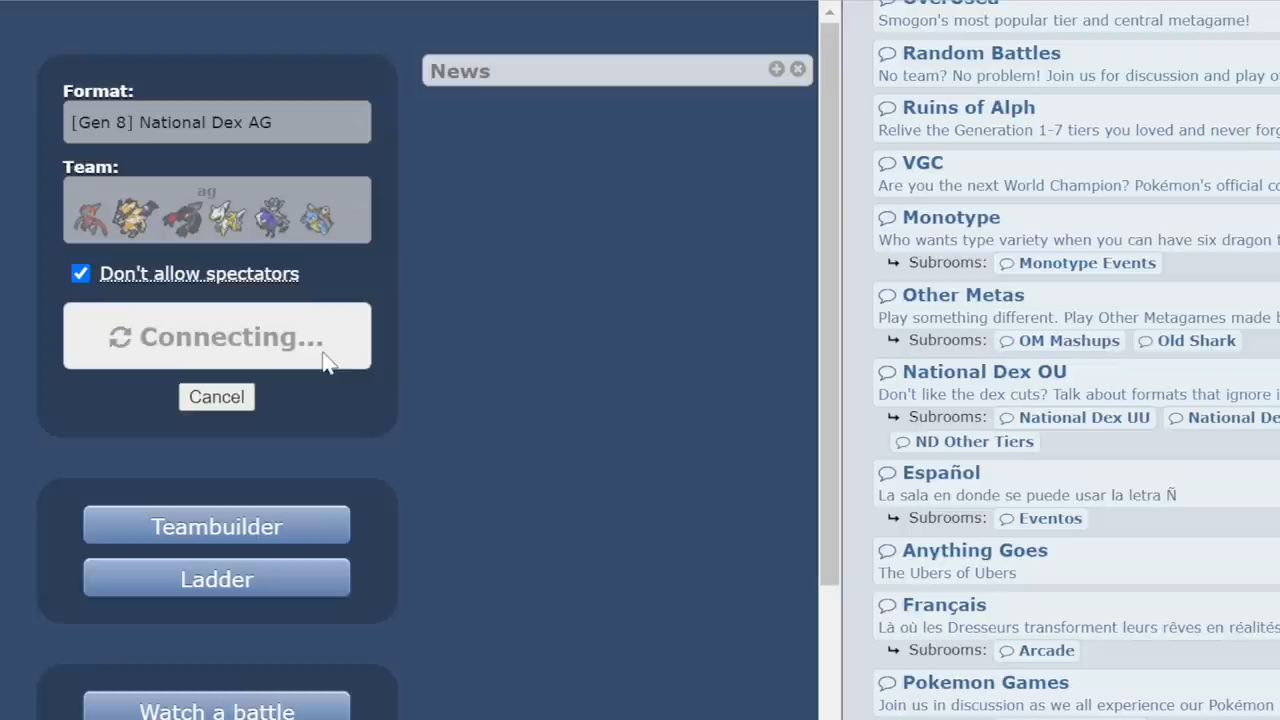 Format:
[Gen 8] National Dex AG
Team:
ag
Don't allow spectators
Connecting...
Cancel
Teambuilder
Ladder
Watch a battle
News
OverUsed
Smogon's most popular tier and central metagame!
Random Battles
No team? No problem! Join us for discussion and play o
Ruins of Alph
Relive the Generation 1-7 tiers you loved and never forg
VGC
Are you the next World Champion? Pokémon's official co
Monotype
Who wants type variety when you can have six dragon t
↳ Subrooms: Monotype Events
Other Metas
Play something different. Play Other Metagames made b
↳ Subrooms: OM Mashups Old Shark
National Dex OU
Don't like the dex cuts? Talk about formats that ignore i
↳ Subrooms: National Dex UU National De
ND Other Tiers
Español
La sala en donde se puede usar la letra Ñ
↳ Subrooms: Eventos
Anything Goes
The Ubers of Ubers
Français
Là où les Dresseurs transforment leurs rêves en réalités
↳ Subrooms: Arcade
Pokemon Games
Join us in discussion as we all experience our Pokémon